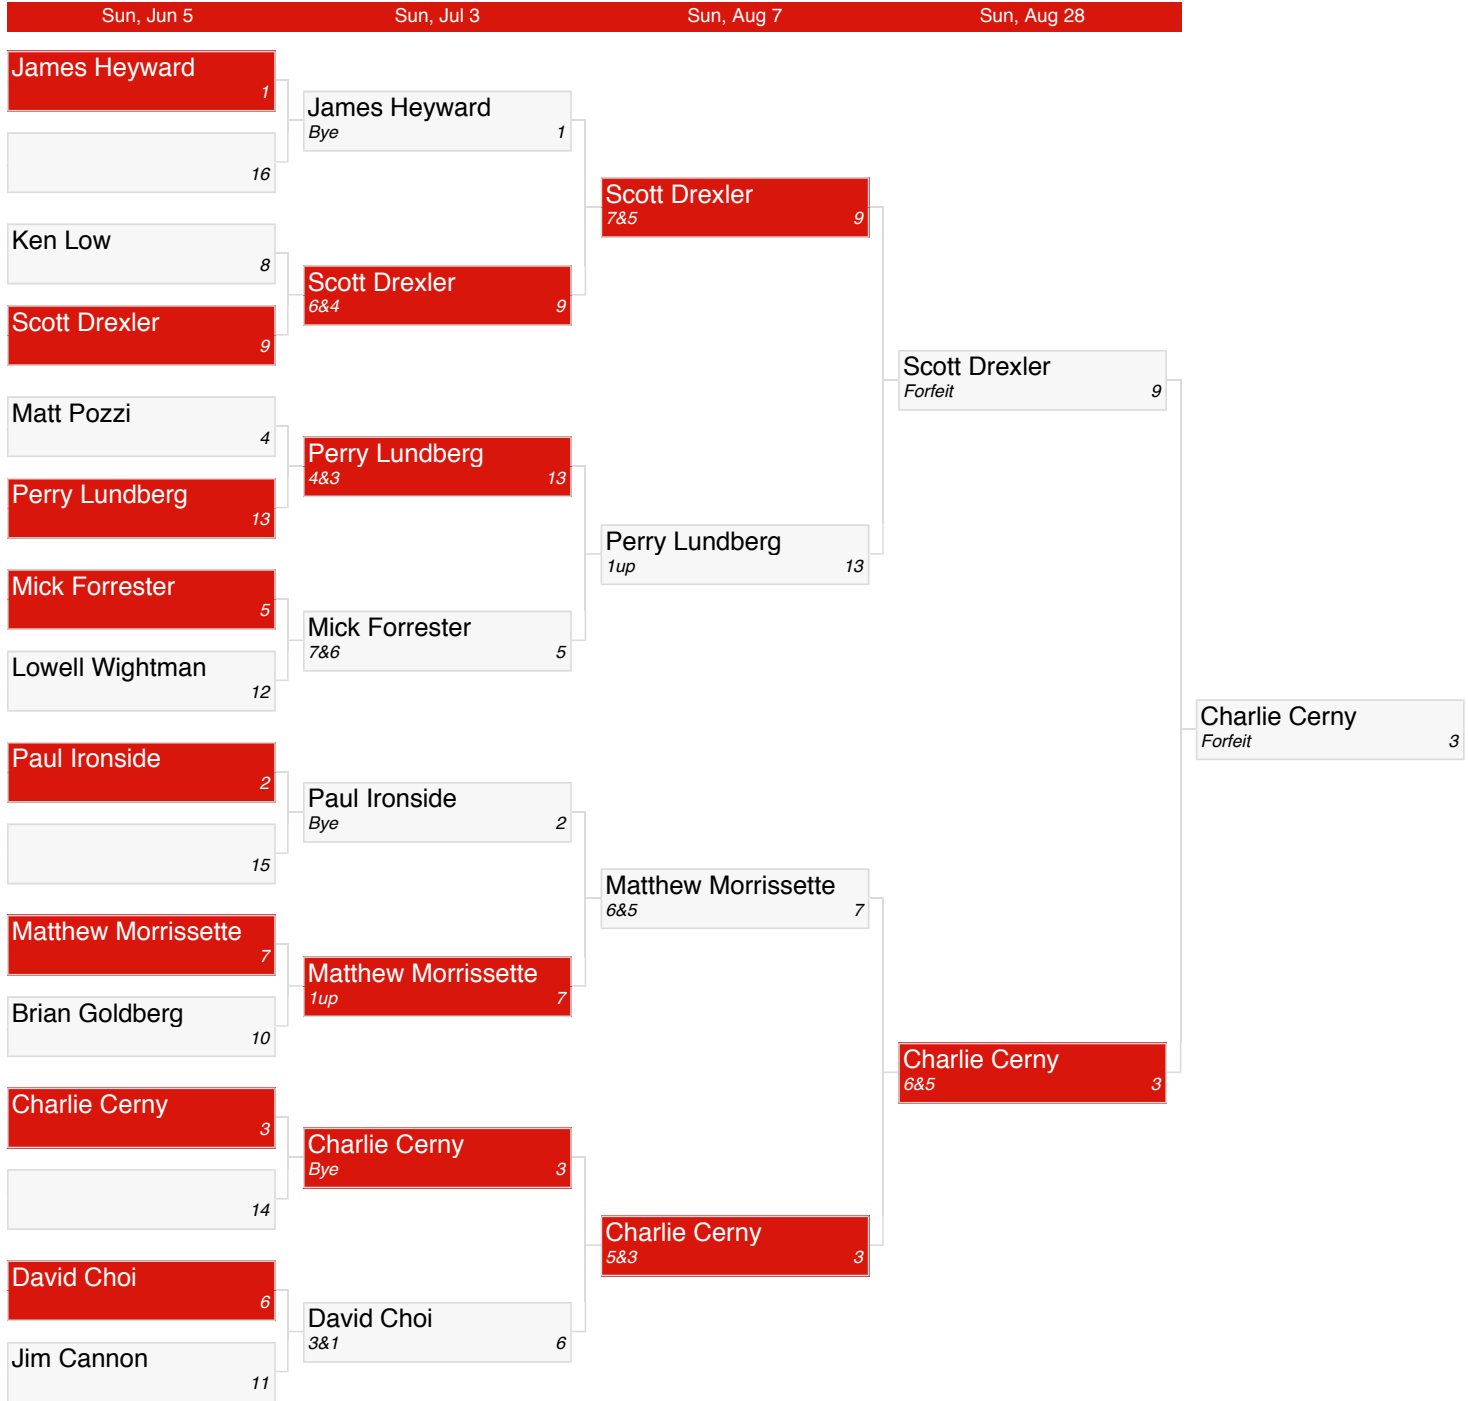 Sun, Jun 5
Sun, Jul 3
Sun, Aug 7
Sun, Aug 28
James Heyward
1
16
Ken Low
8
Scott Drexler
9
Matt Pozzi
4
Perry Lundberg
13
Mick Forrester
5
Lowell Wightman
12
Paul Ironside
2
15
Matthew Morrissette
7
Brian Goldberg
10
Charlie Cerny
3
14
David Choi
6
Jim Cannon
11
James Heyward
Bye 1
Scott Drexler
6&4 9
Perry Lundberg
4&3 13
Mick Forrester
7&6 5
Paul Ironside
Bye 2
Matthew Morrissette
1up 7
Charlie Cerny
Bye 3
David Choi
3&1 6
Scott Drexler
7&5 9
Perry Lundberg
1up 13
Matthew Morrissette
6&5 7
Charlie Cerny
5&3 3
Scott Drexler
Forfeit 9
Charlie Cerny
6&5 3
Charlie Cerny
Forfeit 3